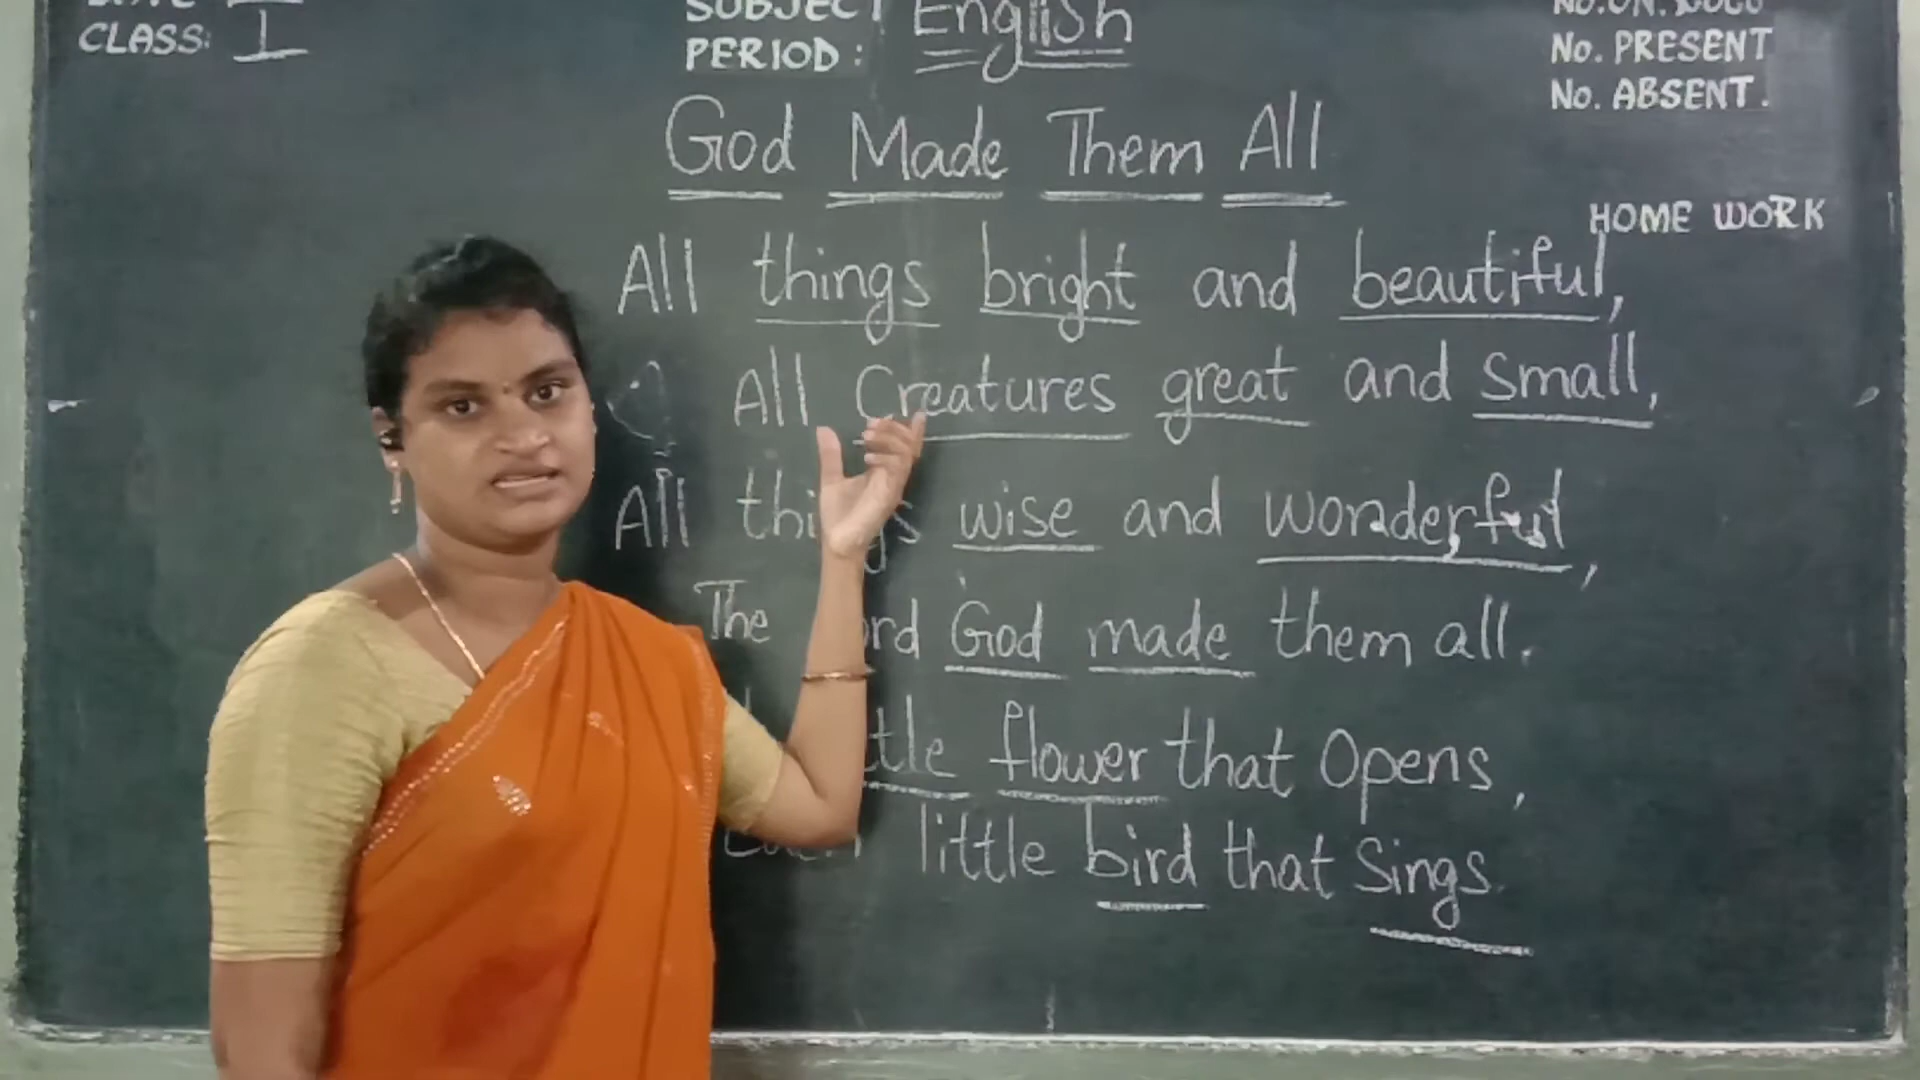 CLASS: I
SUBJECT English
PERIOD:
No. PRESENT
No. ABSENT.
HOME WORK
God Made Them All
All things bright and beautiful,
All Creatures great and Small,
All things wise and wonderful,
The God made them all.
flower that Opens,
little bird that Sings